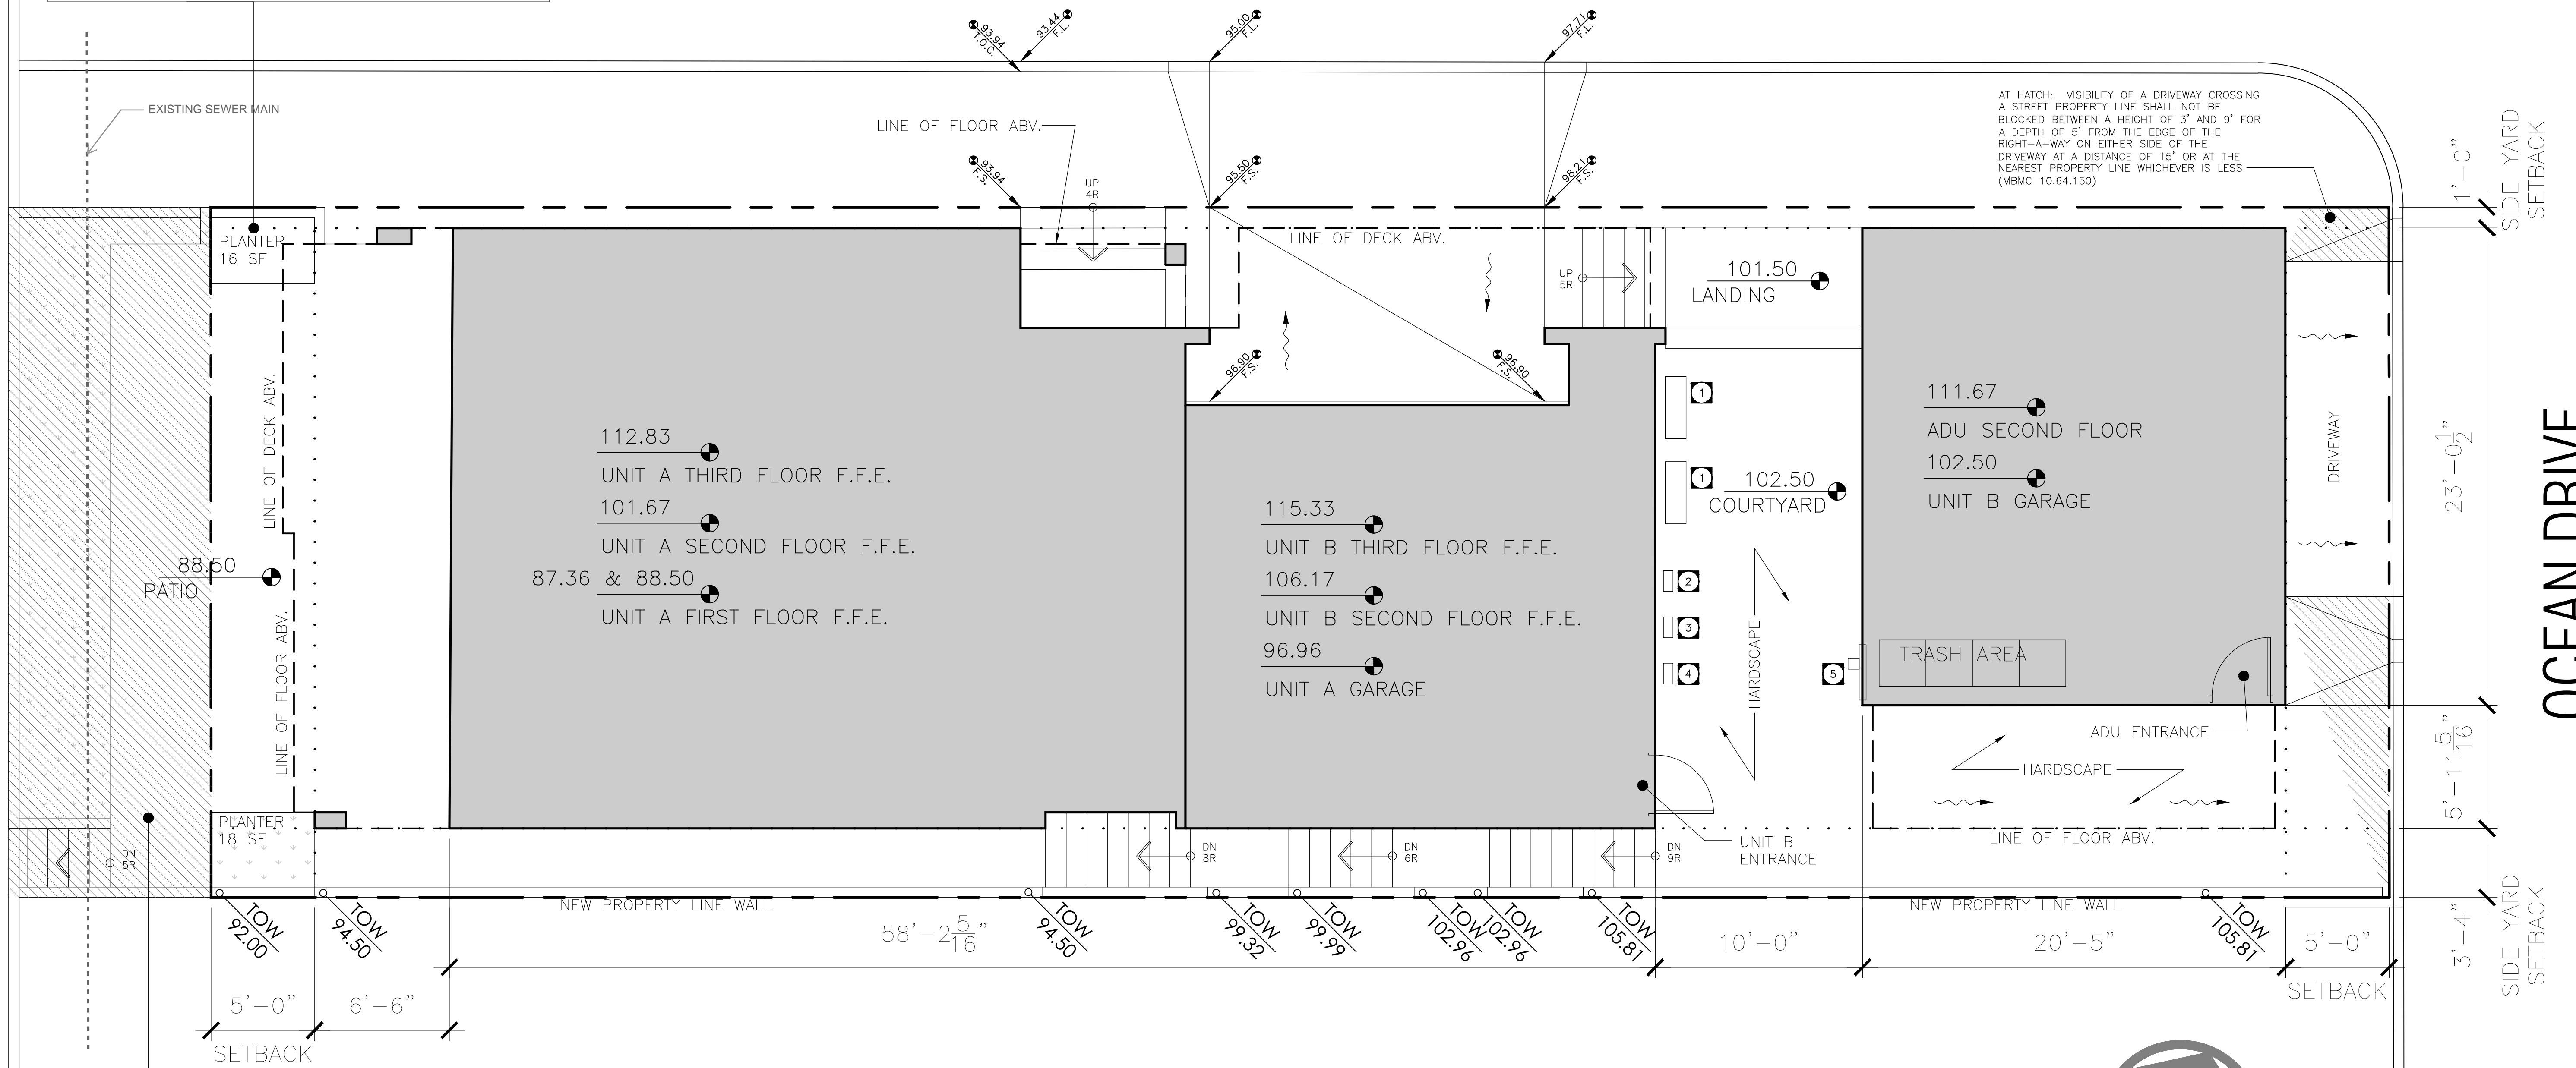 93.94
T.O.C.
93.44
F.L.
95.00
F.L.
97.71
F.L.
EXISTING SEWER MAIN
LINE OF FLOOR ABV.
AT HATCH: VISIBILITY OF A DRIVEWAY CROSSING
A STREET PROPERTY LINE SHALL NOT BE
BLOCKED BETWEEN A HEIGHT OF 3' AND 9' FOR
A DEPTH OF 5' FROM THE EDGE OF THE
RIGHT-A-WAY ON EITHER SIDE OF THE
DRIVEWAY AT A DISTANCE OF 15' OR AT THE
NEAREST PROPERTY LINE WHICHEVER IS LESS
(MBMC 10.64.150)
1'-0"
SIDE YARD
SETBACK
93.94
F.S.
UP
4R
95.50
F.S.
98.21
F.S.
PLANTER
16 SF
LINE OF DECK ABV.
UP
5R
101.50
LANDING
LINE OF DECK ABV.
96.90
F.S.
96.90
F.S.
1
111.67
ADU SECOND FLOOR
102.50
UNIT B GARAGE
DRIVEWAY
23'-0 1/2"
OCEAN DRIVE
112.83
UNIT A THIRD FLOOR F.F.E.
101.67
UNIT A SECOND FLOOR F.F.E.
87.36 & 88.50
UNIT A FIRST FLOOR F.F.E.
1
102.50
COURTYARD
115.33
UNIT B THIRD FLOOR F.F.E.
106.17
UNIT B SECOND FLOOR F.F.E.
96.96
UNIT A GARAGE
88.50
PATIO
LINE OF FLOOR ABV.
2
3
4
HARDSCAPE
5
TRASH AREA
ADU ENTRANCE
HARDSCAPE
5'-11 5/16"
LINE OF FLOOR ABV.
PLANTER
18 SF
DN
5R
DN
8R
DN
6R
DN
9R
UNIT B
ENTRANCE
NEW PROPERTY LINE WALL
NEW PROPERTY LINE WALL
TOW
92.00
TOW
94.50
TOW
94.50
TOW
99.32
TOW
99.99
TOW
102.96
TOW
102.96
TOW
105.81
TOW
105.81
3'-4"
SIDE YARD
SETBACK
58'-2 5/16"
10'-0"
20'-5"
5'-0"
SETBACK
5'-0"
6'-6"
SETBACK